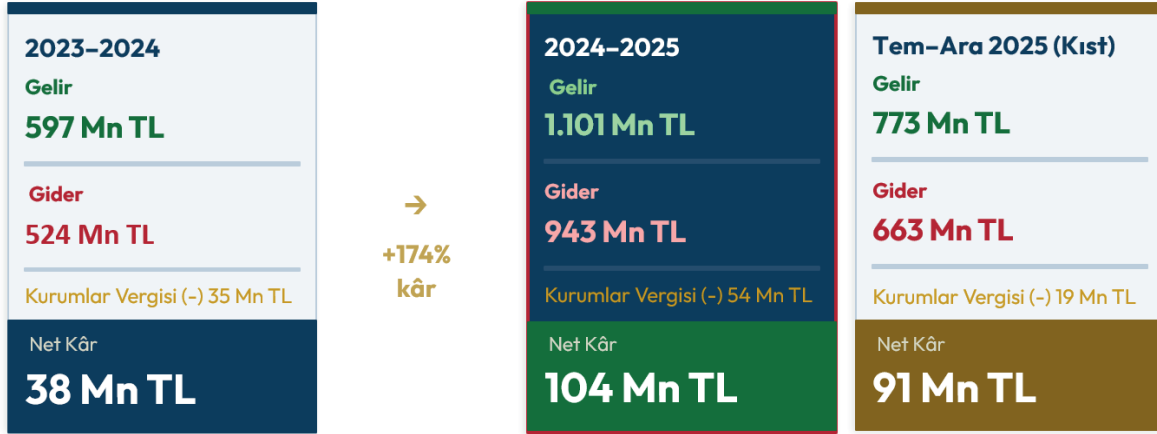 2023–2024
Gelir
597 Mn TL
Gider
524 Mn TL
Kurumlar Vergisi (-) 35 Mn TL
Net Kâr
38 Mn TL
→
+174%
kâr
2024–2025
Gelir
1.101 Mn TL
Gider
943 Mn TL
Kurumlar Vergisi (-) 54 Mn TL
Net Kâr
104 Mn TL
Tem–Ara 2025 (Kıst)
Gelir
773 Mn TL
Gider
663 Mn TL
Kurumlar Vergisi (-) 19 Mn TL
Net Kâr
91 Mn TL